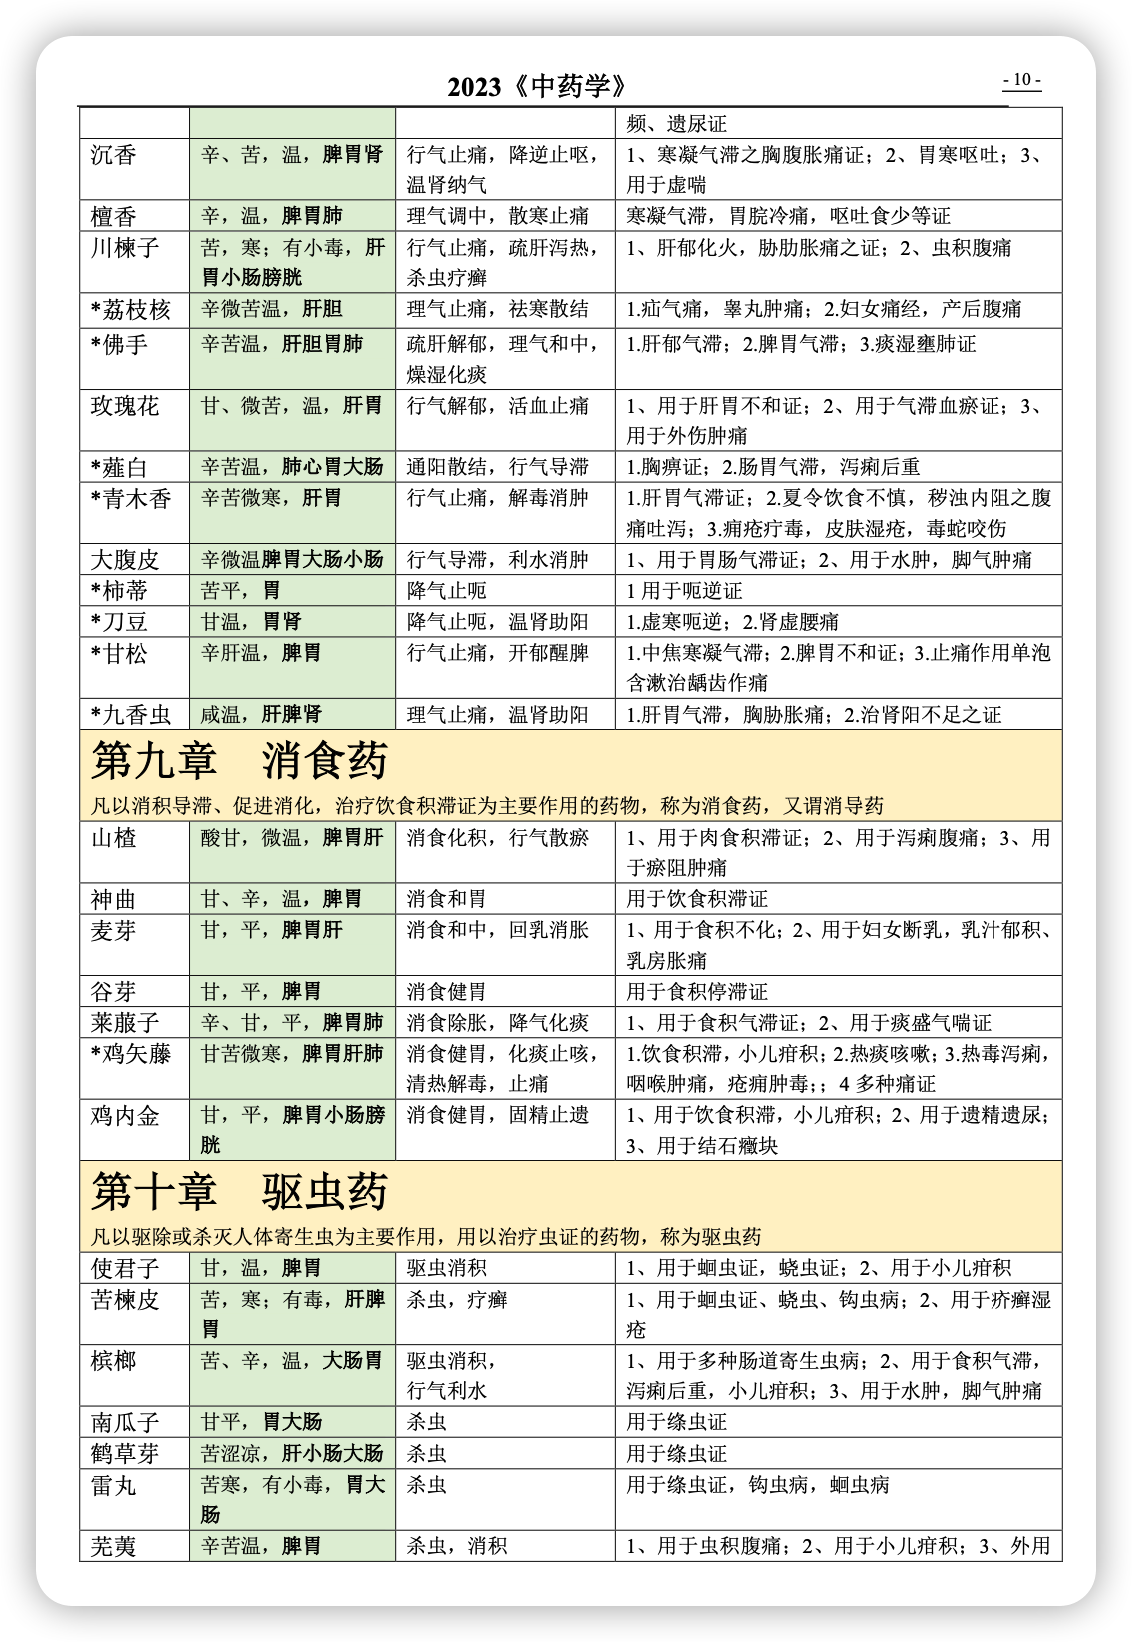 2023《中药学》
- 10 -
频、遗尿证
沉香 辛、苦，温，脾胃肾 行气止痛，降逆止呕， 1、寒凝气滞之胸腹胀痛证；2、胃寒呕吐；3、
温肾纳气 用于虚喘
檀香 辛，温，脾胃肺 理气调中，散寒止痛 寒凝气滞，胃脘冷痛，呕吐食少等证
川楝子 苦，寒；有小毒，肝 行气止痛，疏肝泻热， 1、肝郁化火，胁肋胀痛之证；2、虫积腹痛
胃小肠膀胱 杀虫疗癣
*荔枝核 辛微苦温，肝胆 理气止痛，祛寒散结 1.疝气痛，睾丸肿痛；2.妇女痛经，产后腹痛
*佛手 辛苦温，肝胆胃肺 疏肝解郁，理气和中， 1.肝郁气滞；2.脾胃气滞；3.痰湿壅肺证
燥湿化痰
玫瑰花 甘、微苦，温，肝胃 行气解郁，活血止痛 1、用于肝胃不和证；2、用于气滞血瘀证；3、
用于外伤肿痛
*薤白 辛苦温，肺心胃大肠 通阳散结，行气导滞 1.胸痹证；2.肠胃气滞，泻痢后重
*青木香 辛苦微寒，肝胃 行气止痛，解毒消肿 1.肝胃气滞证；2.夏令饮食不慎，秽浊内阻之腹
痛吐泻；3.痈疮疔毒，皮肤湿疮，毒蛇咬伤
大腹皮 辛微温脾胃大肠小肠 行气导滞，利水消肿 1、用于胃肠气滞证；2、用于水肿，脚气肿痛
*柿蒂 苦平，胃 降气止呃 1 用于呃逆证
*刀豆 甘温，胃肾 降气止呃，温肾助阳 1.虚寒呃逆；2.肾虚腰痛
*甘松 辛肝温，脾胃 行气止痛，开郁醒脾 1.中焦寒凝气滞；2.脾胃不和证；3.止痛作用单泡
含漱治龋齿作痛
*九香虫 咸温，肝脾肾 理气止痛，温肾助阳 1.肝胃气滞，胸胁胀痛；2.治肾阳不足之证
第九章 消食药
凡以消积导滞、促进消化，治疗饮食积滞证为主要作用的药物，称为消食药，又谓消导药
山楂 酸甘，微温，脾胃肝 消食化积，行气散瘀 1、用于肉食积滞证；2、用于泻痢腹痛；3、用
于瘀阻肿痛
神曲 甘、辛，温，脾胃 消食和胃 用于饮食积滞证
麦芽 甘，平，脾胃肝 消食和中，回乳消胀 1、用于食积不化；2、用于妇女断乳，乳汁郁积、
乳房胀痛
谷芽 甘，平，脾胃 消食健胃 用于食积停滞证
莱菔子 辛、甘，平，脾胃肺 消食除胀，降气化痰 1、用于食积气滞证；2、用于痰盛气喘证
*鸡矢藤 甘苦微寒，脾胃肝肺 消食健胃，化痰止咳， 1.饮食积滞，小儿疳积；2.热痰咳嗽；3.热毒泻痢，
清热解毒，止痛 咽喉肿痛，疮痈肿毒；；4 多种痛证
鸡内金 甘，平，脾胃小肠膀 消食健胃，固精止遗 1、用于饮食积滞，小儿疳积；2、用于遗精遗尿；
胱 3、用于结石癥块
第十章 驱虫药
凡以驱除或杀灭人体寄生虫为主要作用，用以治疗虫证的药物，称为驱虫药
使君子 甘，温，脾胃 驱虫消积 1、用于蛔虫证，蛲虫证；2、用于小儿疳积
苦楝皮 苦，寒；有毒，肝脾 杀虫，疗癣 1、用于蛔虫证、蛲虫、钩虫病；2、用于疥癣湿
胃 疮
槟榔 苦、辛，温，大肠胃 驱虫消积， 1、用于多种肠道寄生虫病；2、用于食积气滞，
行气利水 泻痢后重，小儿疳积；3、用于水肿，脚气肿痛
南瓜子 甘平，胃大肠 杀虫 用于绦虫证
鹤草芽 苦涩凉，肝小肠大肠 杀虫 用于绦虫证
雷丸 苦寒，有小毒，胃大 杀虫 用于绦虫证，钩虫病，蛔虫病
肠
芜荑 辛苦温，脾胃 杀虫，消积 1、用于虫积腹痛；2、用于小儿疳积；3、外用